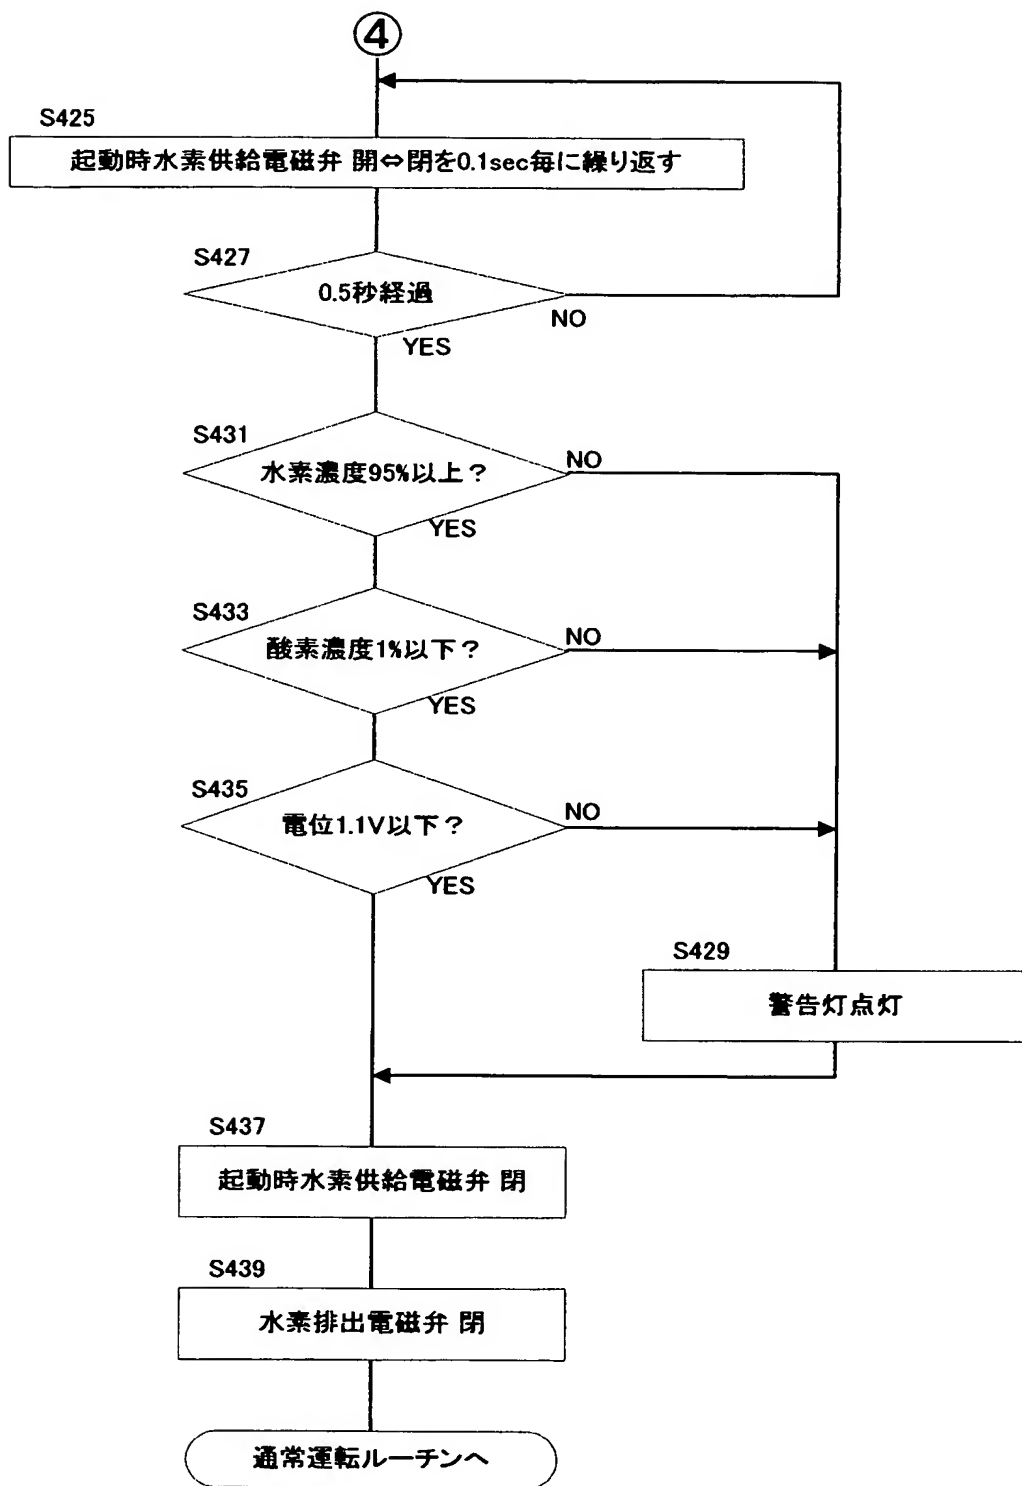 ④
S425
起動時水素供給電磁弁 開⇔閉を0.1sec毎に繰り返す
S427
0.5秒経過
NO
YES
S431
水素濃度95%以上？
NO
YES
S433
酸素濃度1%以下？
NO
YES
S435
電位1.1V以下？
NO
YES
S429
警告灯点灯
S437
起動時水素供給電磁弁 閉
S439
水素排出電磁弁 閉
通常運転ルーチンへ